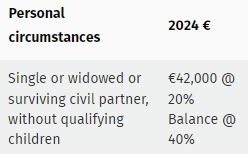 Personal
circumstances
2024 €
Single or widowed or
surviving civil partner,
without qualifying
children
€42,000 @
20%
Balance @
40%